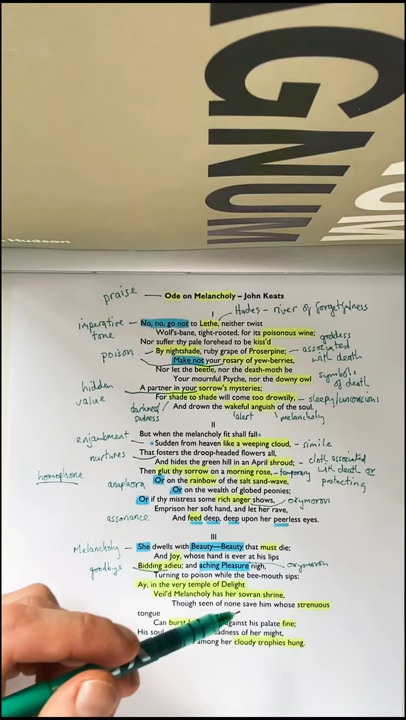 AGNUM
UM
Hudson
praise — Ode on Melancholy – John Keats
Hades - river of forgetfulness
I
imperative tone
No, no, go not to Lethe, neither twist
Wolf's-bane, tight-rooted, for its poisonous wine;
Nor suffer thy pale forehead to be kiss'd
goddess associated with death
poison
By nightshade, ruby grape of Proserpine;
Make not your rosary of yew-berries,
Nor let the beetle, nor the death-moth be
symbols of death
Your mournful Psyche, nor the downy owl
hidden value
A partner in your sorrow's mysteries;
For shade to shade will come too drowsily,
sleepy/unconscious
darkness/sadness
And drown the wakeful anguish of the soul.
alert
melancholy
II
enjambment
But when the melancholy fit shall fall
Sudden from heaven like a weeping cloud,
simile
nurtures
That fosters the droop-headed flowers all,
And hides the green hill in an April shroud;
cloth associated with death or protecting
homophone
Then glut thy sorrow on a morning rose,
temporary
anaphora
Or on the rainbow of the salt sand-wave,
Or on the wealth of globed peonies;
Or if thy mistress some rich anger shows,
oxymoron
Emprison her soft hand, and let her rave,
assonance
And feed deep, deep upon her peerless eyes.
III
Melancholy
She dwells with Beauty—Beauty that must die;
And Joy, whose hand is ever at his lips
goodbye
Bidding adieu; and aching Pleasure nigh,
oxymoron
Turning to poison while the bee-mouth sips:
Ay, in the very temple of Delight
Veil'd Melancholy has her sovran shrine,
Though seen of none save him whose strenuous
tongue
Can burst against his palate fine;
His sadness of her might,
among her cloudy trophies hung.